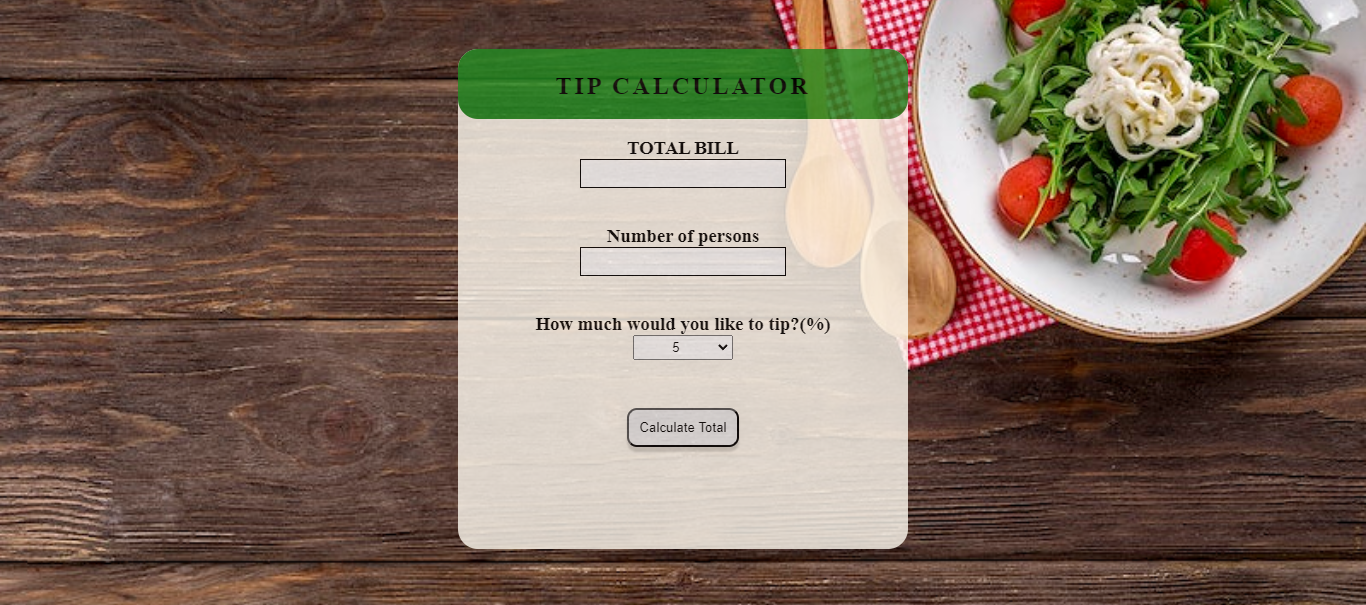 TIP CALCULATOR
TOTAL BILL
Number of persons
How much would you like to tip?(%)
5
Calculate Total